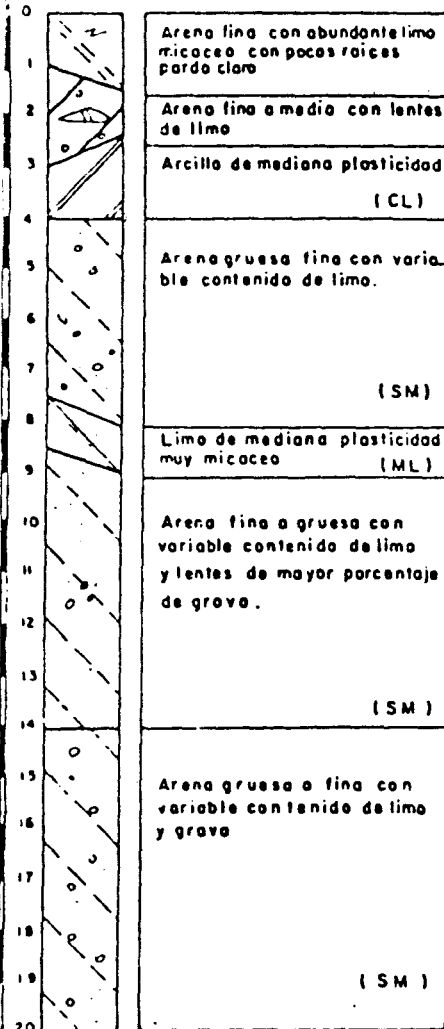 0
1
2
3
4
5
6
7
8
9
10
11
12
13
14
15
16
17
18
19
20
Arena fina con abundante limo
micaceo con pocas raices
pardo claro
Arena fina a media con lentes
de limo
Arcilla de mediana plasticidad
(CL)
Arena gruesa fina con varia-
ble contenido de limo.
(SM)
Limo de mediana plasticidad
muy micaceo (ML)
Arena fina a gruesa con
variable contenido de limo
y lentes de mayor porcentaje
de grava.
(SM)
Arena gruesa a fina con
variable contenido de limo
y grava
(SM)